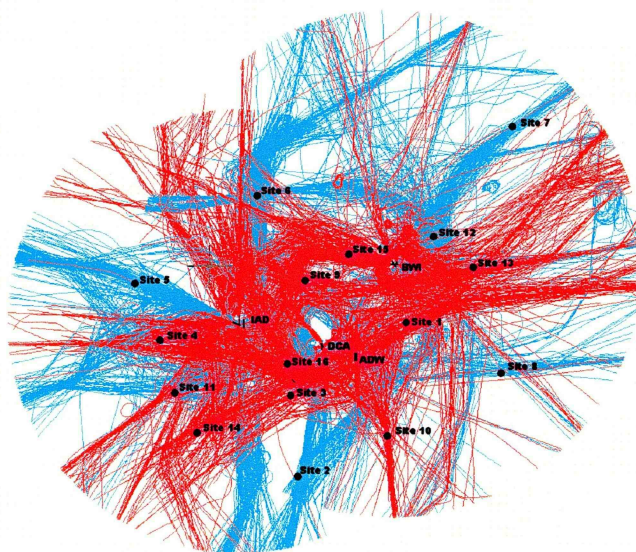 Site 7
Site 6
Site 12
Site 15
BWI
Site 13
Site 9
Site 5
IAD
Site 1
Site 4
DCA
ADW
Site 16
Site 8
Site 11
Site 3
Site 14
Site 10
Site 2